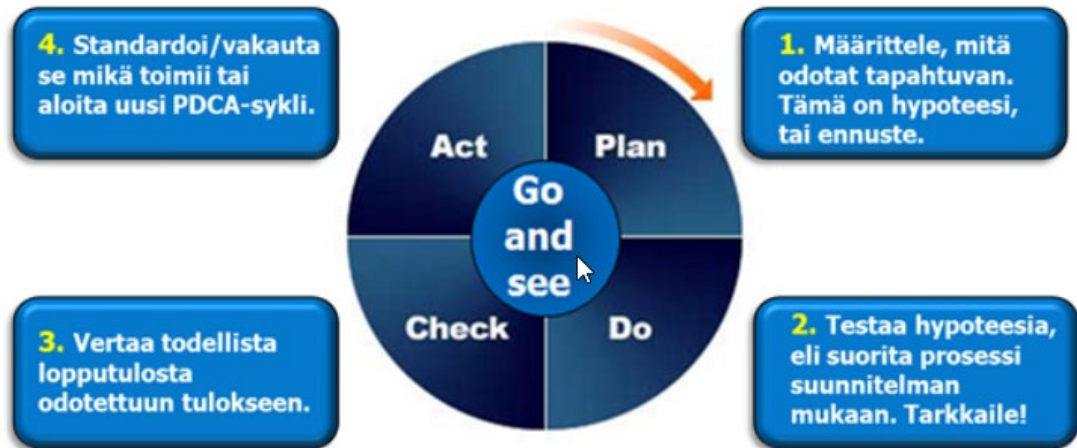 4. Standardoi/vakauta
se mikä toimii tai
aloita uusi PDCA-sykli.
1. Määrittele, mitä
odotat tapahtuvan.
Tämä on hypoteesi,
tai ennuste.
Act
Plan
Go
and
see
Check
Do
3. Vertaa todellista
lopputulosta
odotettuun tulokseen.
2. Testaa hypoteesia,
eli suorita prosessi
suunnitelman
mukaan. Tarkkaile!